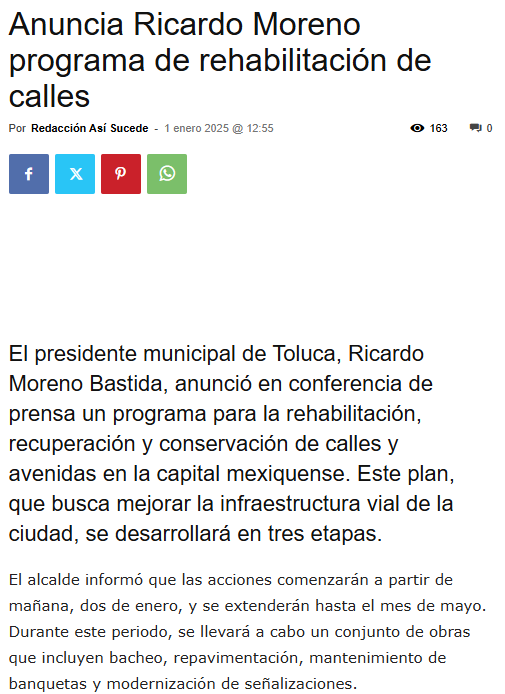 Anuncia Ricardo Moreno
programa de rehabilitación de
calles
Por Redacción Así Sucede - 1 enero 2025 @ 12:55 163 0
El presidente municipal de Toluca, Ricardo
Moreno Bastida, anunció en conferencia de
prensa un programa para la rehabilitación,
recuperación y conservación de calles y
avenidas en la capital mexiquense. Este plan,
que busca mejorar la infraestructura vial de la
ciudad, se desarrollará en tres etapas.
El alcalde informó que las acciones comenzarán a partir de
mañana, dos de enero, y se extenderán hasta el mes de mayo.
Durante este periodo, se llevará a cabo un conjunto de obras
que incluyen bacheo, repavimentación, mantenimiento de
banquetas y modernización de señalizaciones.